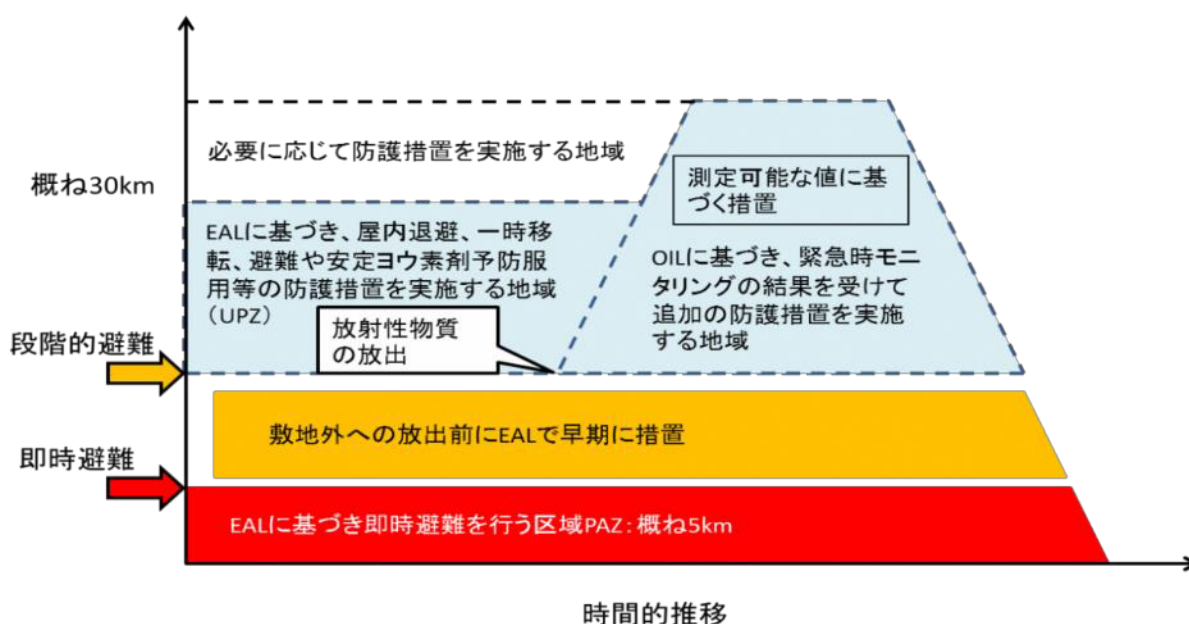 必要に応じて防護措置を実施する地域
概ね30km
測定可能な値に基
づく措置
EALに基づき、屋内退避、一時移
転、避難や安定ヨウ素剤予防服
用等の防護措置を実施する地域
（UPZ）
OILに基づき、緊急時モニ
タリングの結果を受けて
追加の防護措置を実施
する地域
放射性物質
の放出
段階的避難
敷地外への放出前にEALで早期に措置
即時避難
EALに基づき即時避難を行う区域PAZ：概ね5km
時間的推移